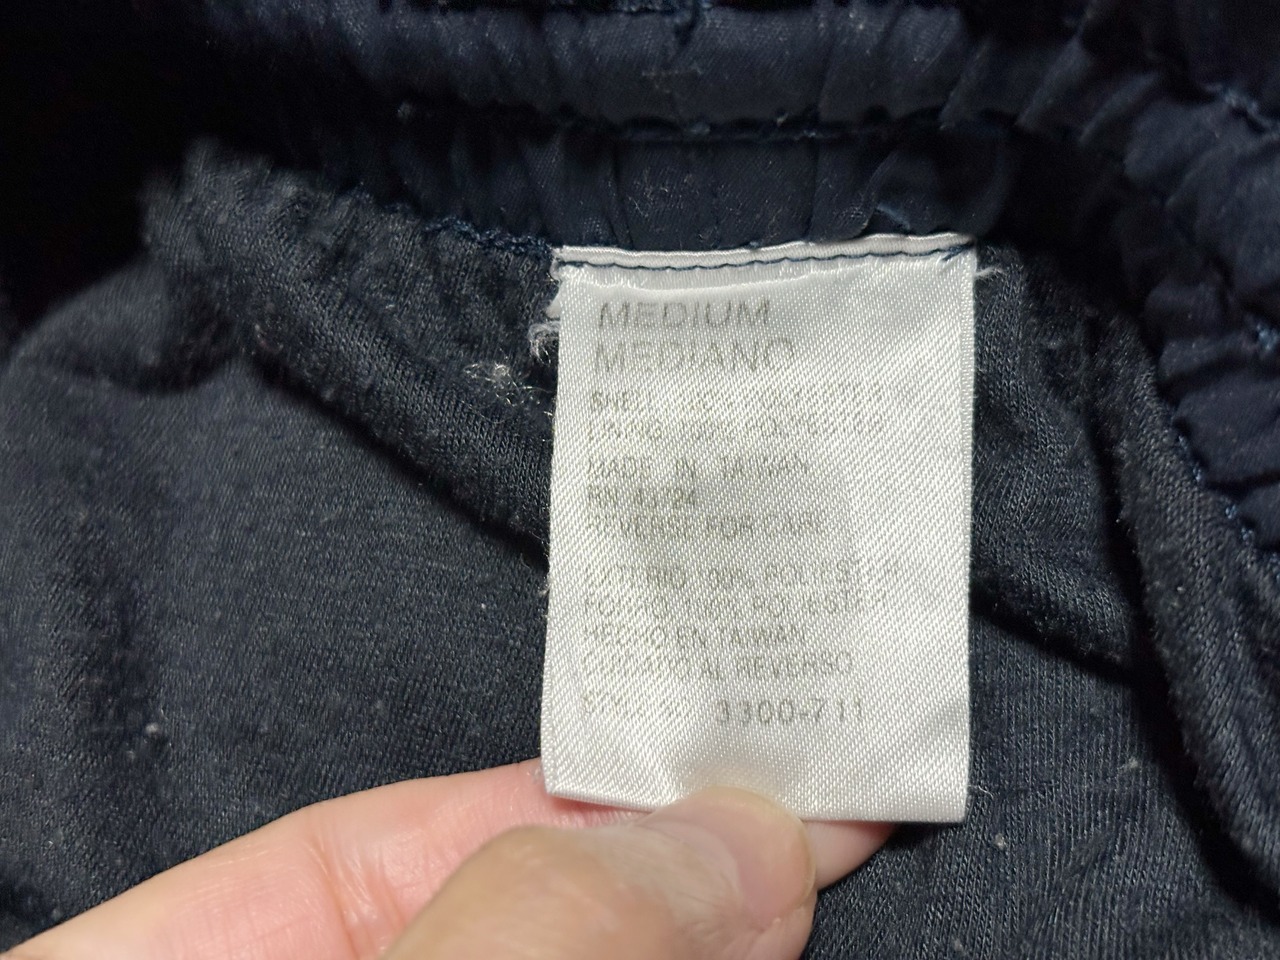 MEDIUM
MEDIANO
LINING 100% POLYESTER
MADE IN TAIWAN
RN
REVERSE FOR CARE
100% POLIESTER
FORRO 100% POLIESTER
HECHO EN TAIWAN
CUIDADO AL REVERSO
3300-711